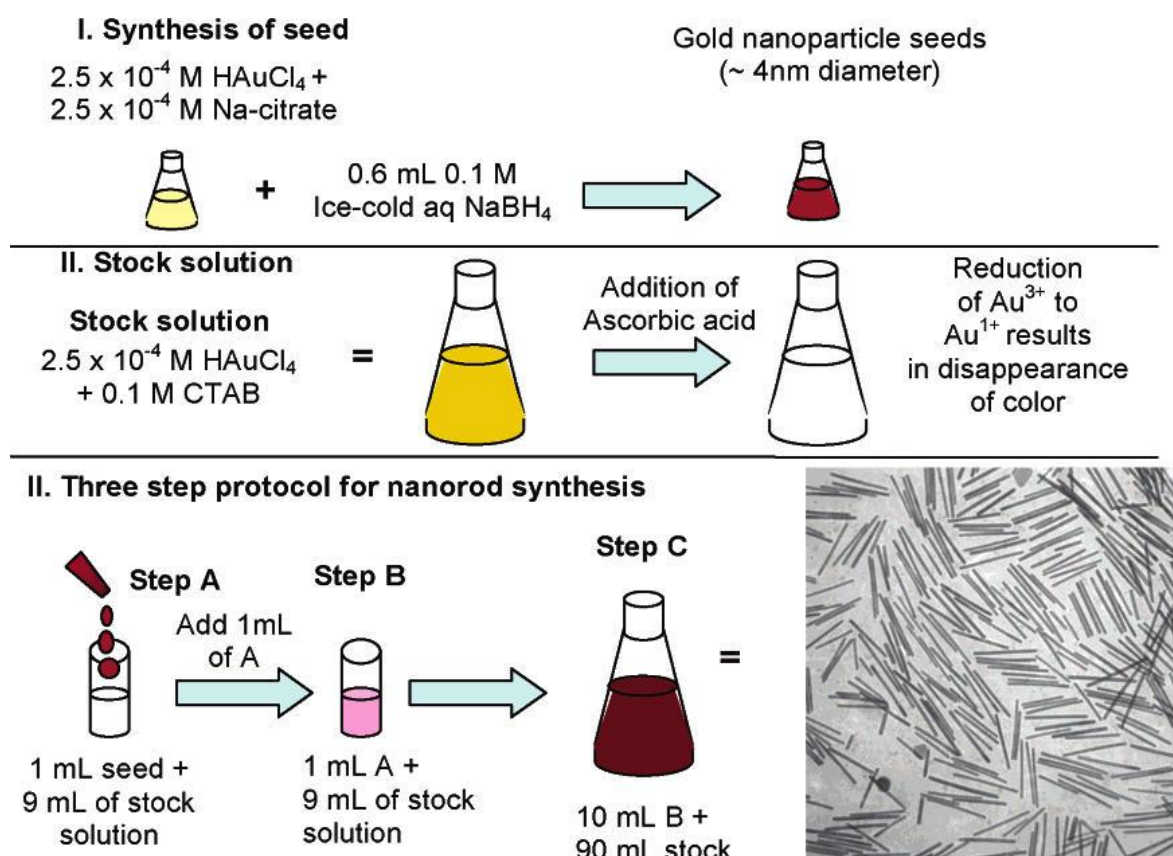 I. Synthesis of seed
2.5 x 10⁻⁴ M HAuCl₄ +
2.5 x 10⁻⁴ M Na-citrate
+
0.6 mL 0.1 M
Ice-cold aq NaBH₄
Gold nanoparticle seeds
(~ 4nm diameter)
II. Stock solution
Stock solution
2.5 x 10⁻⁴ M HAuCl₄
+ 0.1 M CTAB
=
Addition of
Ascorbic acid
Reduction
of Au³⁺ to
Au¹⁺ results
in disappearance
of color
II. Three step protocol for nanorod synthesis
Step A
Add 1mL
of A
1 mL seed +
9 mL of stock
solution
Step B
1 mL A +
9 mL of stock
solution
Step C
=
10 mL B +
90 mL stock